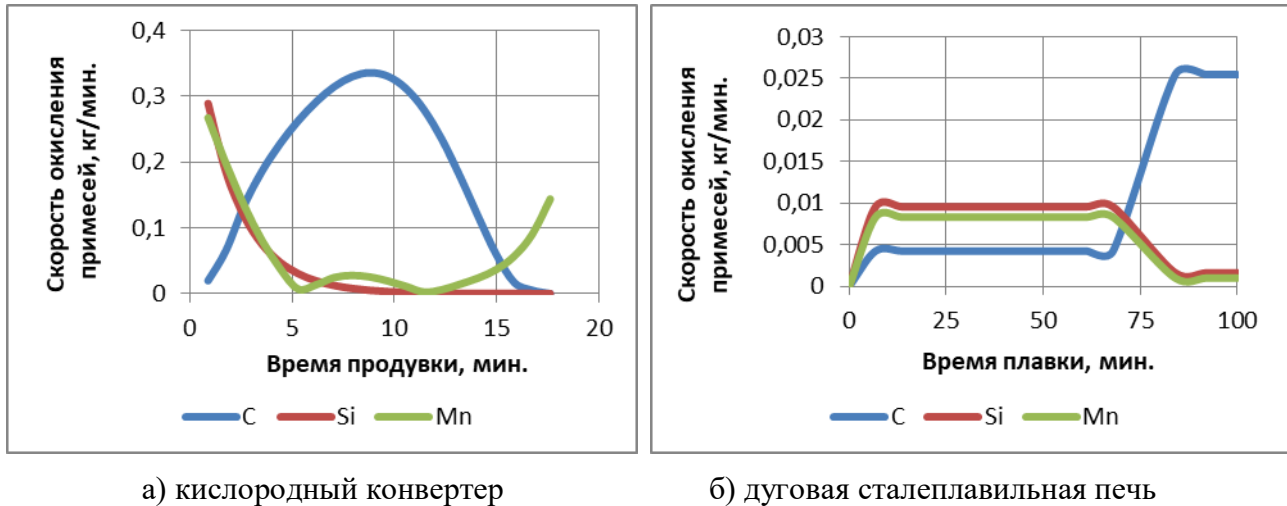 Скорость окисления
примесей, кг/мин.
0,4
0,3
0,2
0,1
0
0 5 10 15 20
Время продувки, мин.
C Si Mn
Скорость окисления
примесей, кг/мин.
0,03
0,025
0,02
0,015
0,01
0,005
0
0 25 50 75 100
Время плавки, мин.
C Si Mn
а) кислородный конвертер
б) дуговая сталеплавильная печь